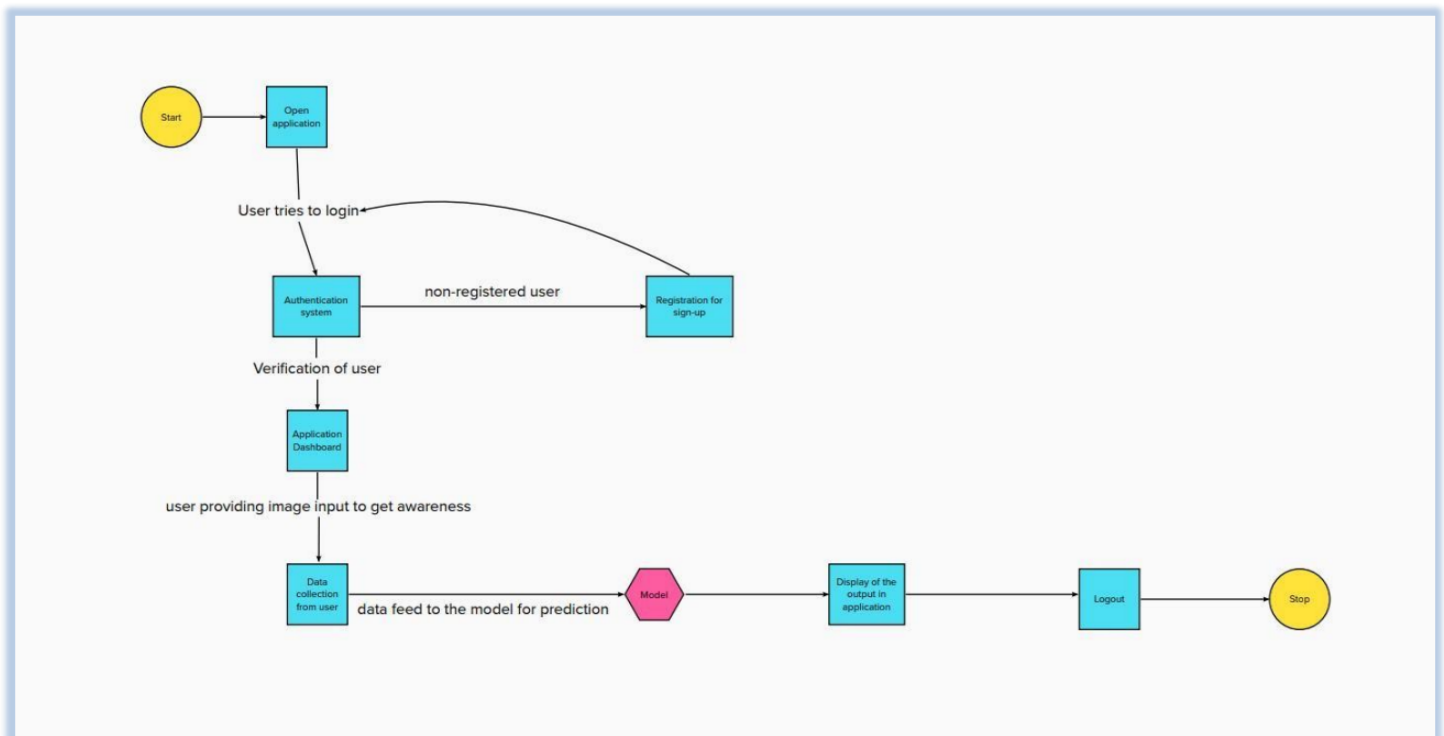 Start
Open
application
User tries to login
Authentication
system
non-registered user
Registration for
sign-up
Verification of user
Application
Dashboard
user providing image input to get awareness
Data
collection
from user
data feed to the model for prediction
Model
Display of the
output in
application
Logout
Stop